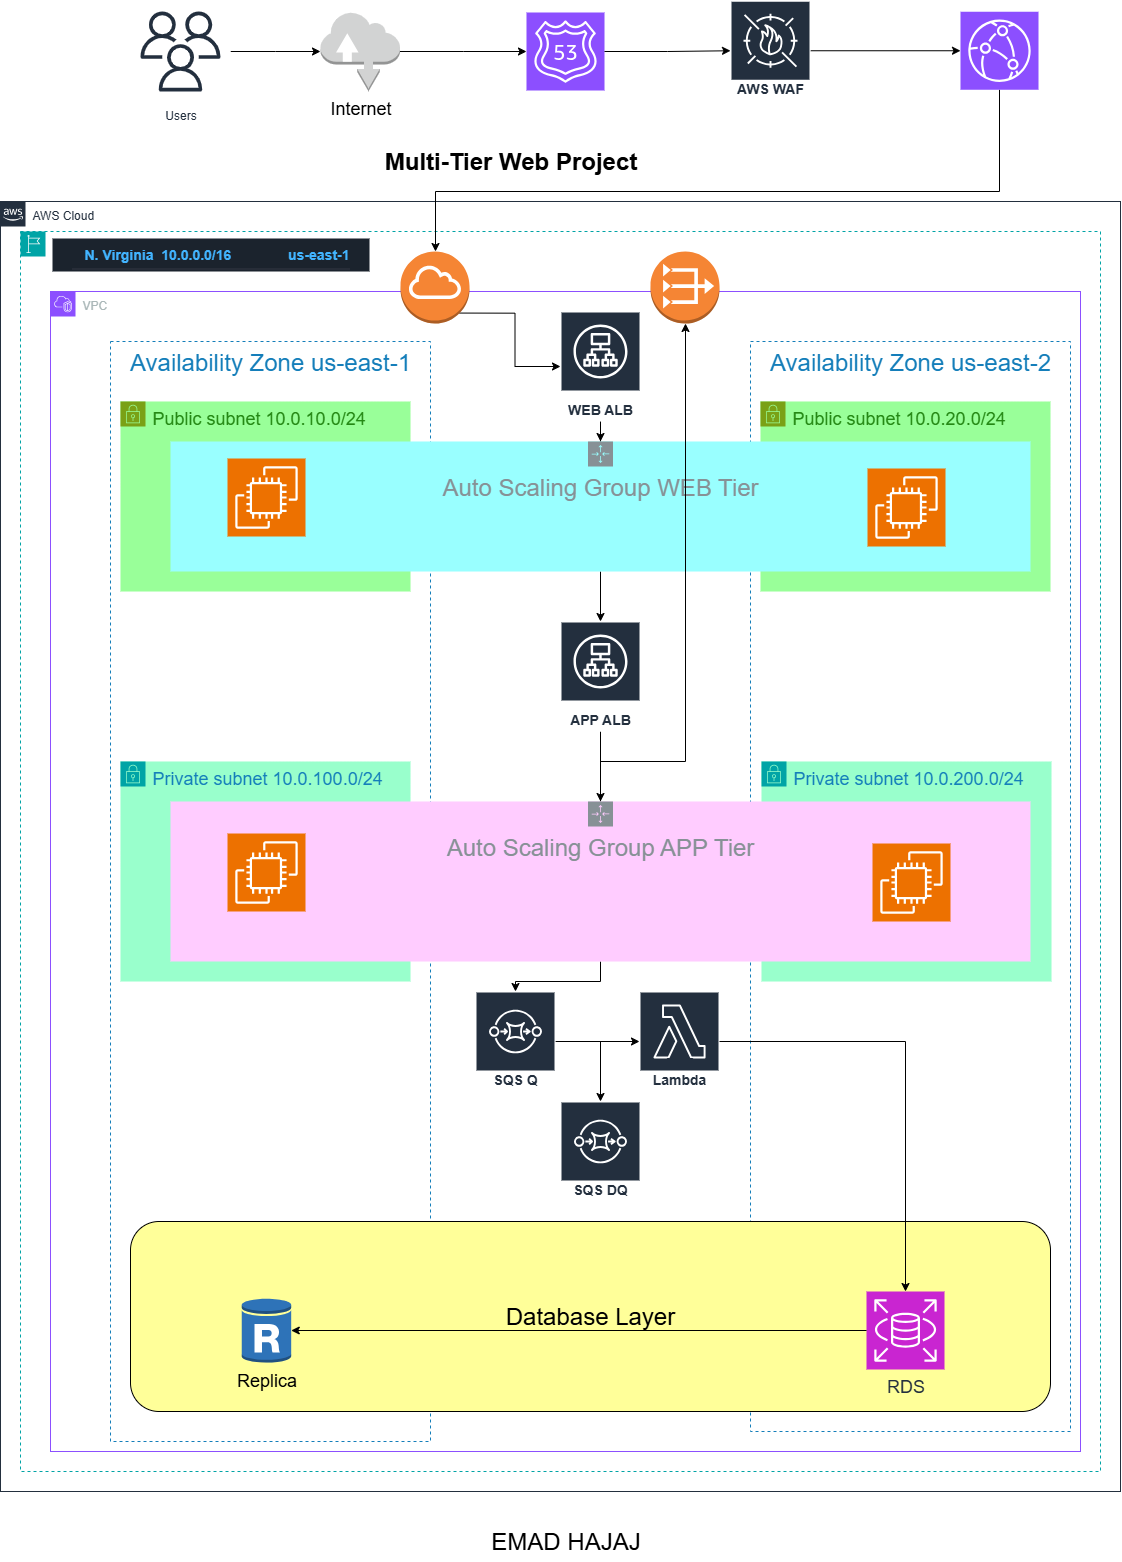 53
AWS WAF
Users
Internet
Multi-Tier Web Project
aws
AWS Cloud
N. Virginia 10.0.0.0/16 us-east-1
VPC
Availability Zone us-east-1
Availability Zone us-east-2
WEB ALB
Public subnet 10.0.10.0/24
Public subnet 10.0.20.0/24
Auto Scaling Group WEB Tier
APP ALB
Private subnet 10.0.100.0/24
Private subnet 10.0.200.0/24
Auto Scaling Group APP Tier
SQS Q
Lambda
SQS DQ
Database Layer
R
Replica
RDS
EMAD HAJAJ